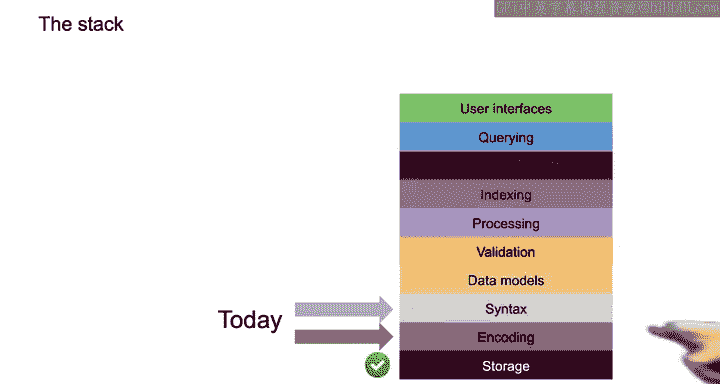 The stack
User interfaces
Querying
Indexing
Processing
Validation
Data models
Syntax
Today
Encoding
Storage